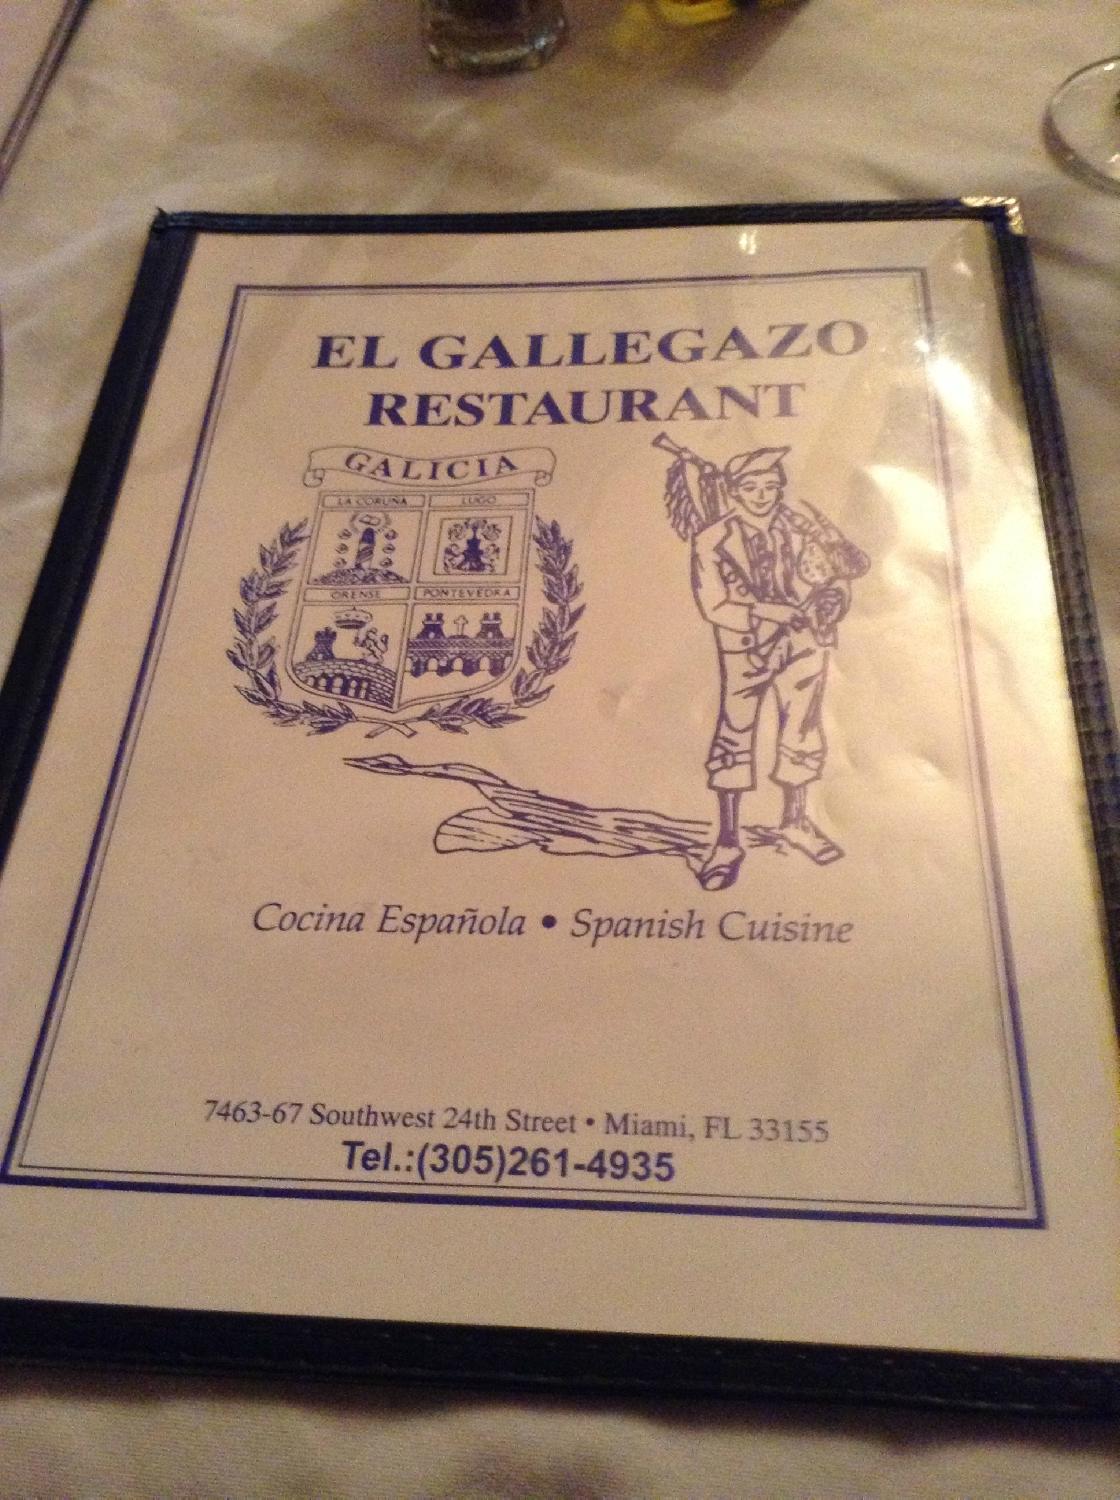 EL GALLEGAZO
RESTAURANT
GALICIA
LA CORUÑA LUGO
ORENSE PONTEVEDRA
Cocina Española • Spanish Cuisine
7463-67 Southwest 24th Street • Miami, FL 33155
Tel.:(305)261-4935